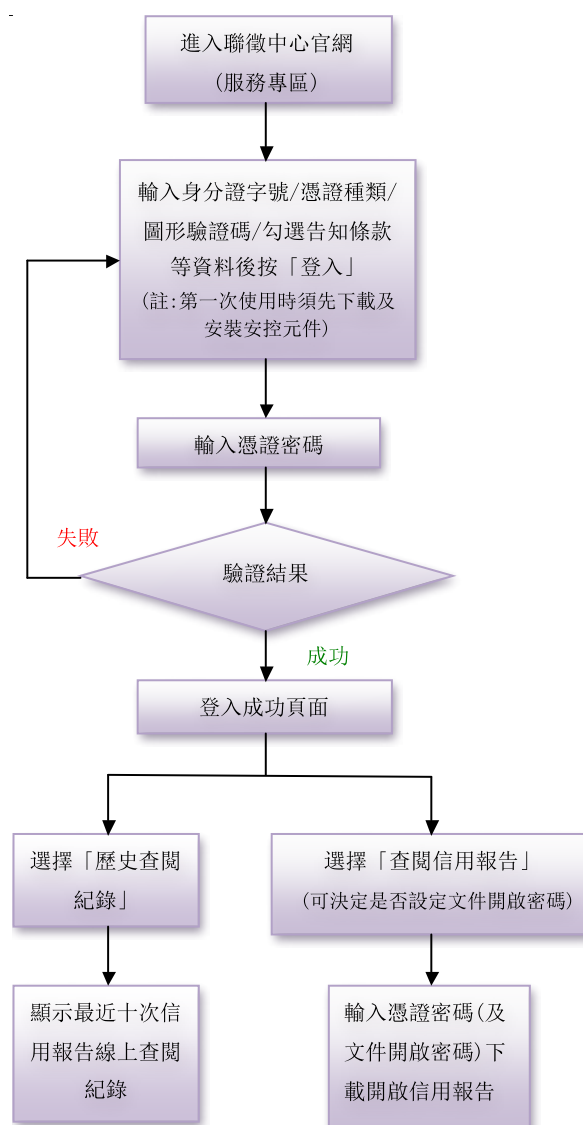 進入聯徵中心官網
(服務專區)
輸入身分證字號/憑證種類/
圖形驗證碼/勾選告知條款
等資料後按「登入」
(註:第一次使用時須先下載及
安裝安控元件)
輸入憑證密碼
失敗
驗證結果
成功
登入成功頁面
選擇「歷史查閱
紀錄」
選擇「查閱信用報告」
(可決定是否設定文件開啟密碼)
顯示最近十次信
用報告線上查閱
紀錄
輸入憑證密碼(及
文件開啟密碼)下
載開啟信用報告